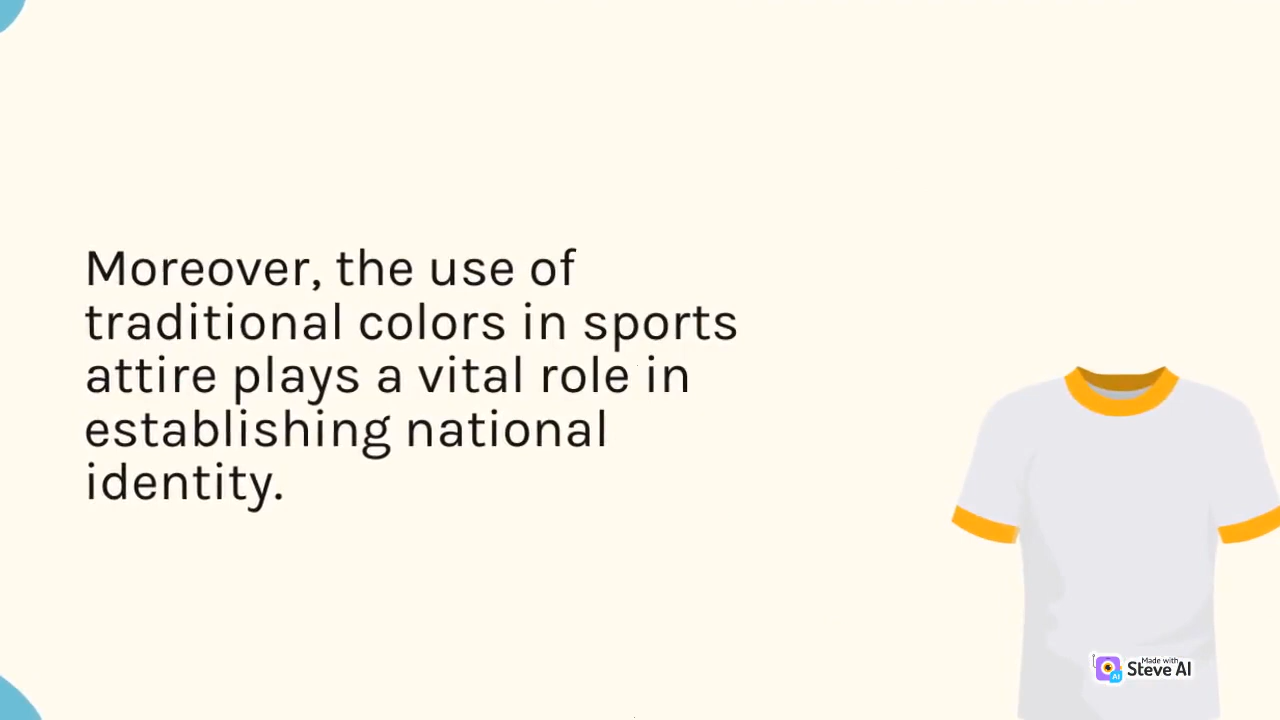 Moreover, the use of
traditional colors in sports
attire plays a vital role in
establishing national
identity.
Made with
Steve AI
AI